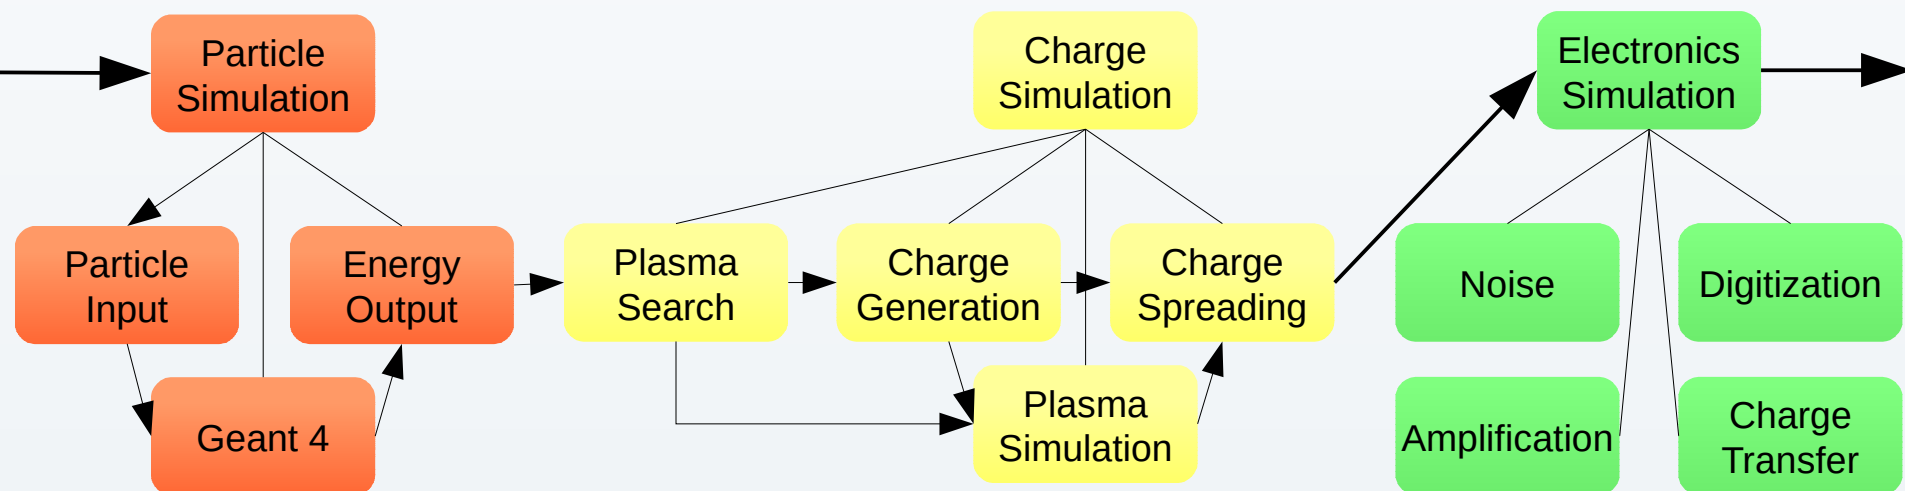 Particle
Simulation
Charge
Simulation
Electronics
Simulation
Particle
Input
Energy
Output
Plasma
Search
Charge
Generation
Charge
Spreading
Noise
Digitization
Geant 4
Plasma
Simulation
Amplification
Charge
Transfer